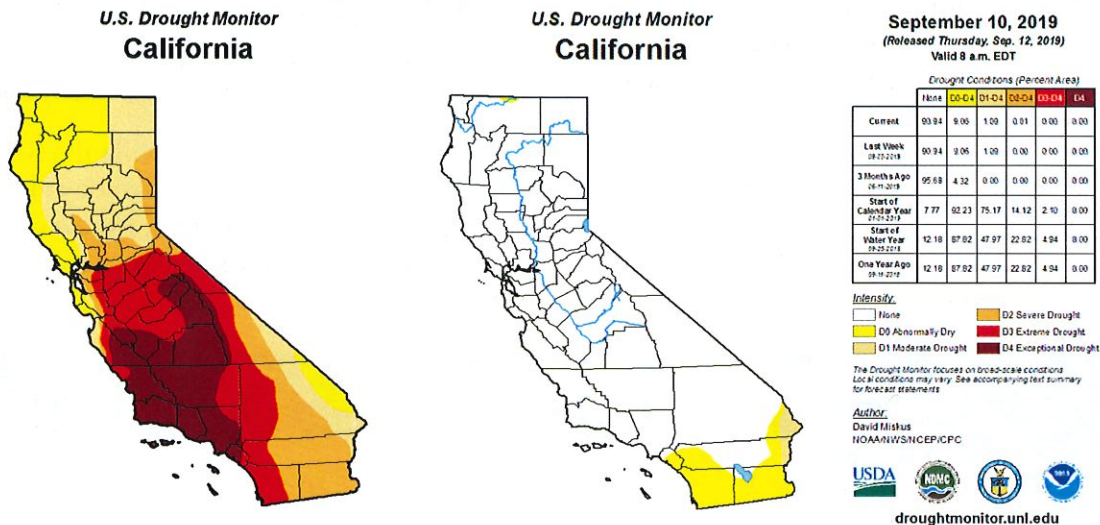 U.S. Drought Monitor
California
U.S. Drought Monitor
California
September 10, 2019
(Released Thursday, Sep. 12, 2019)
Valid 8 a.m. EDT
Drought Conditions (Percent Area)
None D0-D4 D1-D4 D2-D4 D3-D4 D4
Current 9.06 1.09 0.01 0.00 0.00
Last Week 90.94 9.06 1.09 0.00 0.00 0.00
3 Months Ago 95.68 4.32 0.00 0.00 0.00 0.00
Start of
Calendar Year 7.77 92.23 75.17 14.12 2.10 0.00
Start of
Water Year 12.18 87.82 47.97 22.82 4.94 0.00
One Year Ago 12.18 87.82 47.97 22.82 4.94 0.00
Intensity:
None
D0 Abnormally Dry
D1 Moderate Drought
D2 Severe Drought
D3 Extreme Drought
D4 Exceptional Drought
The Drought Monitor focuses on broad-scale conditions
Local conditions may vary. See accompanying text summary
for forecast statements
Author:
David Miskus
NOAA/NWS/NCEP/CPC
USDA
NDMC
droughtmonitor.unl.edu